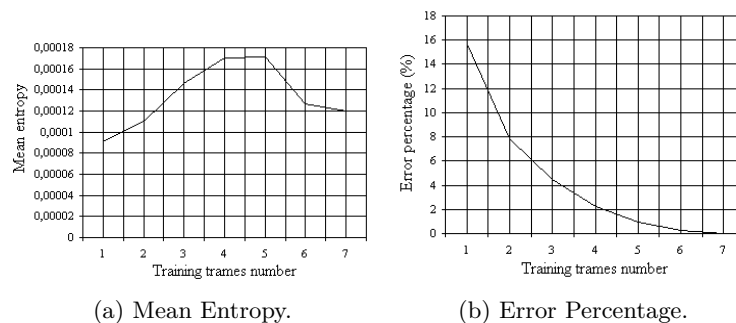 0,00018
0,00016
0,00014
0,00012
0,0001
0,00008
0,00006
0,00004
0,00002
0
Mean entropy
1 2 3 4 5 6 7
Training trames number
(a) Mean Entropy.
18
16
14
12
10
8
6
4
2
0
Error percentage (%)
1 2 3 4 5 6 7
Training trames number
(b) Error Percentage.